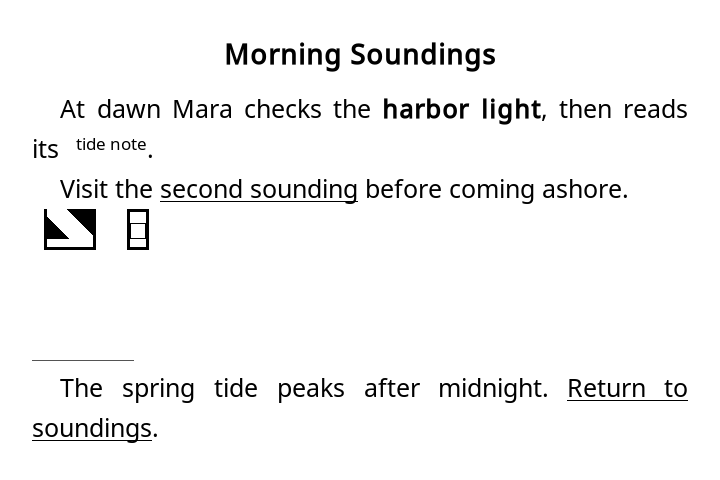 Morning Soundings
At dawn Mara checks the harbor light, then reads
its tide note.
Visit the second sounding before coming ashore.
The spring tide peaks after midnight. Return to
soundings.